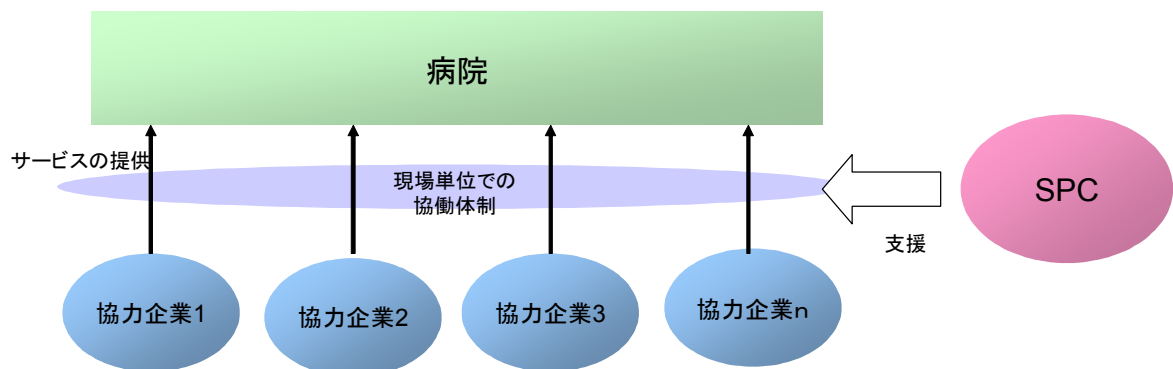 病院
サービスの提供
現場単位での
協働体制
SPC
支援
協力企業1
協力企業2
協力企業3
協力企業n